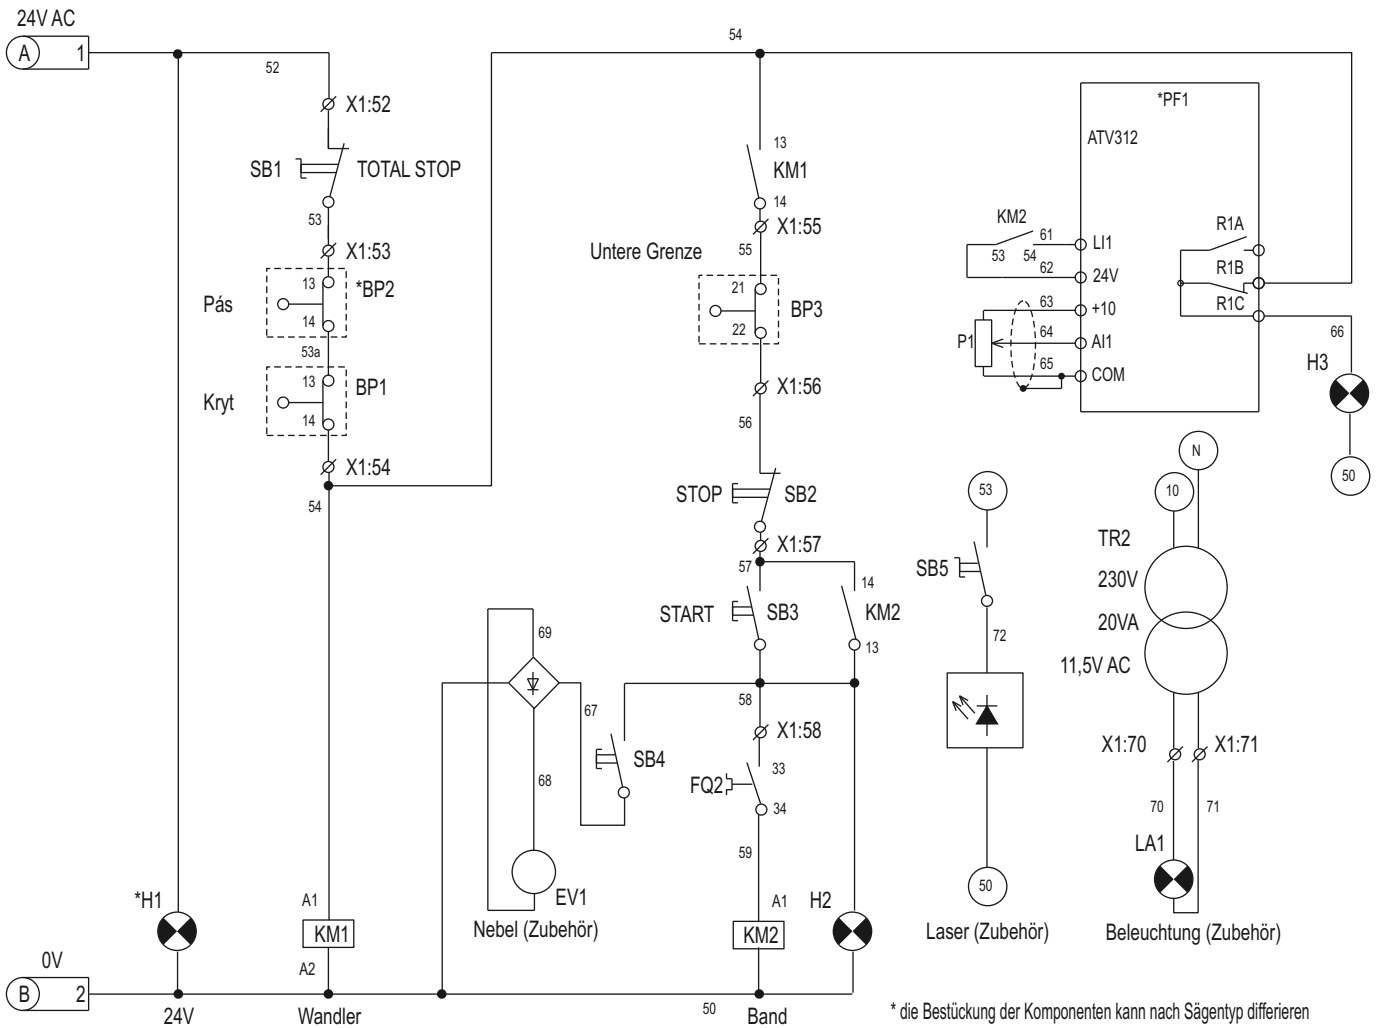 24V AC
A 1
52
X1:52
SB1 TOTAL STOP
53
X1:53
Pás 13 *BP2
14
53a
Kryt 13 BP1
14
X1:54
54
54
13
KM1
14
X1:55
Untere Grenze 55
21
BP3
22
X1:56
56
STOP SB2
X1:57
57
START SB3
14
KM2
13
58
X1:58
33
FQ2
34
59
A1
KM2
H2
69
67
SB4
68
EV1
Nebel (Zubehör)
*H1
A1
KM1
A2
0V
B 2
24V
Wandler
50
Band
*PF1
ATV312
KM2 61 LI1
53 54
62 24V
63 +10
P1 64 AI1
65 COM
R1A
R1B
R1C
66
H3
50
53
SB5
72
50
Laser (Zubehör)
N
10
TR2
230V
20VA
11,5V AC
X1:70 X1:71
70 71
LA1
Beleuchtung (Zubehör)
* die Bestückung der Komponenten kann nach Sägentyp differieren